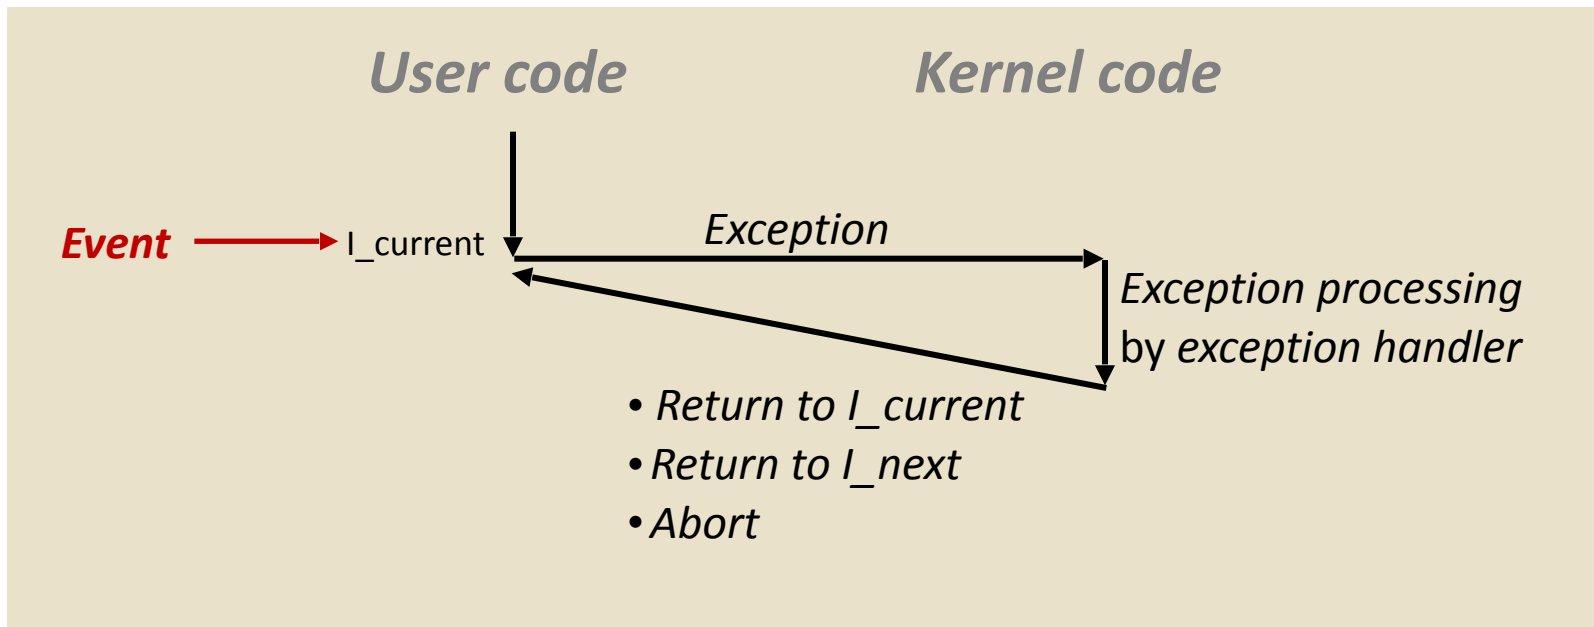 User code
Kernel code
Event
I_current
Exception
Exception processing
by exception handler
• Return to I_current
• Return to I_next
• Abort